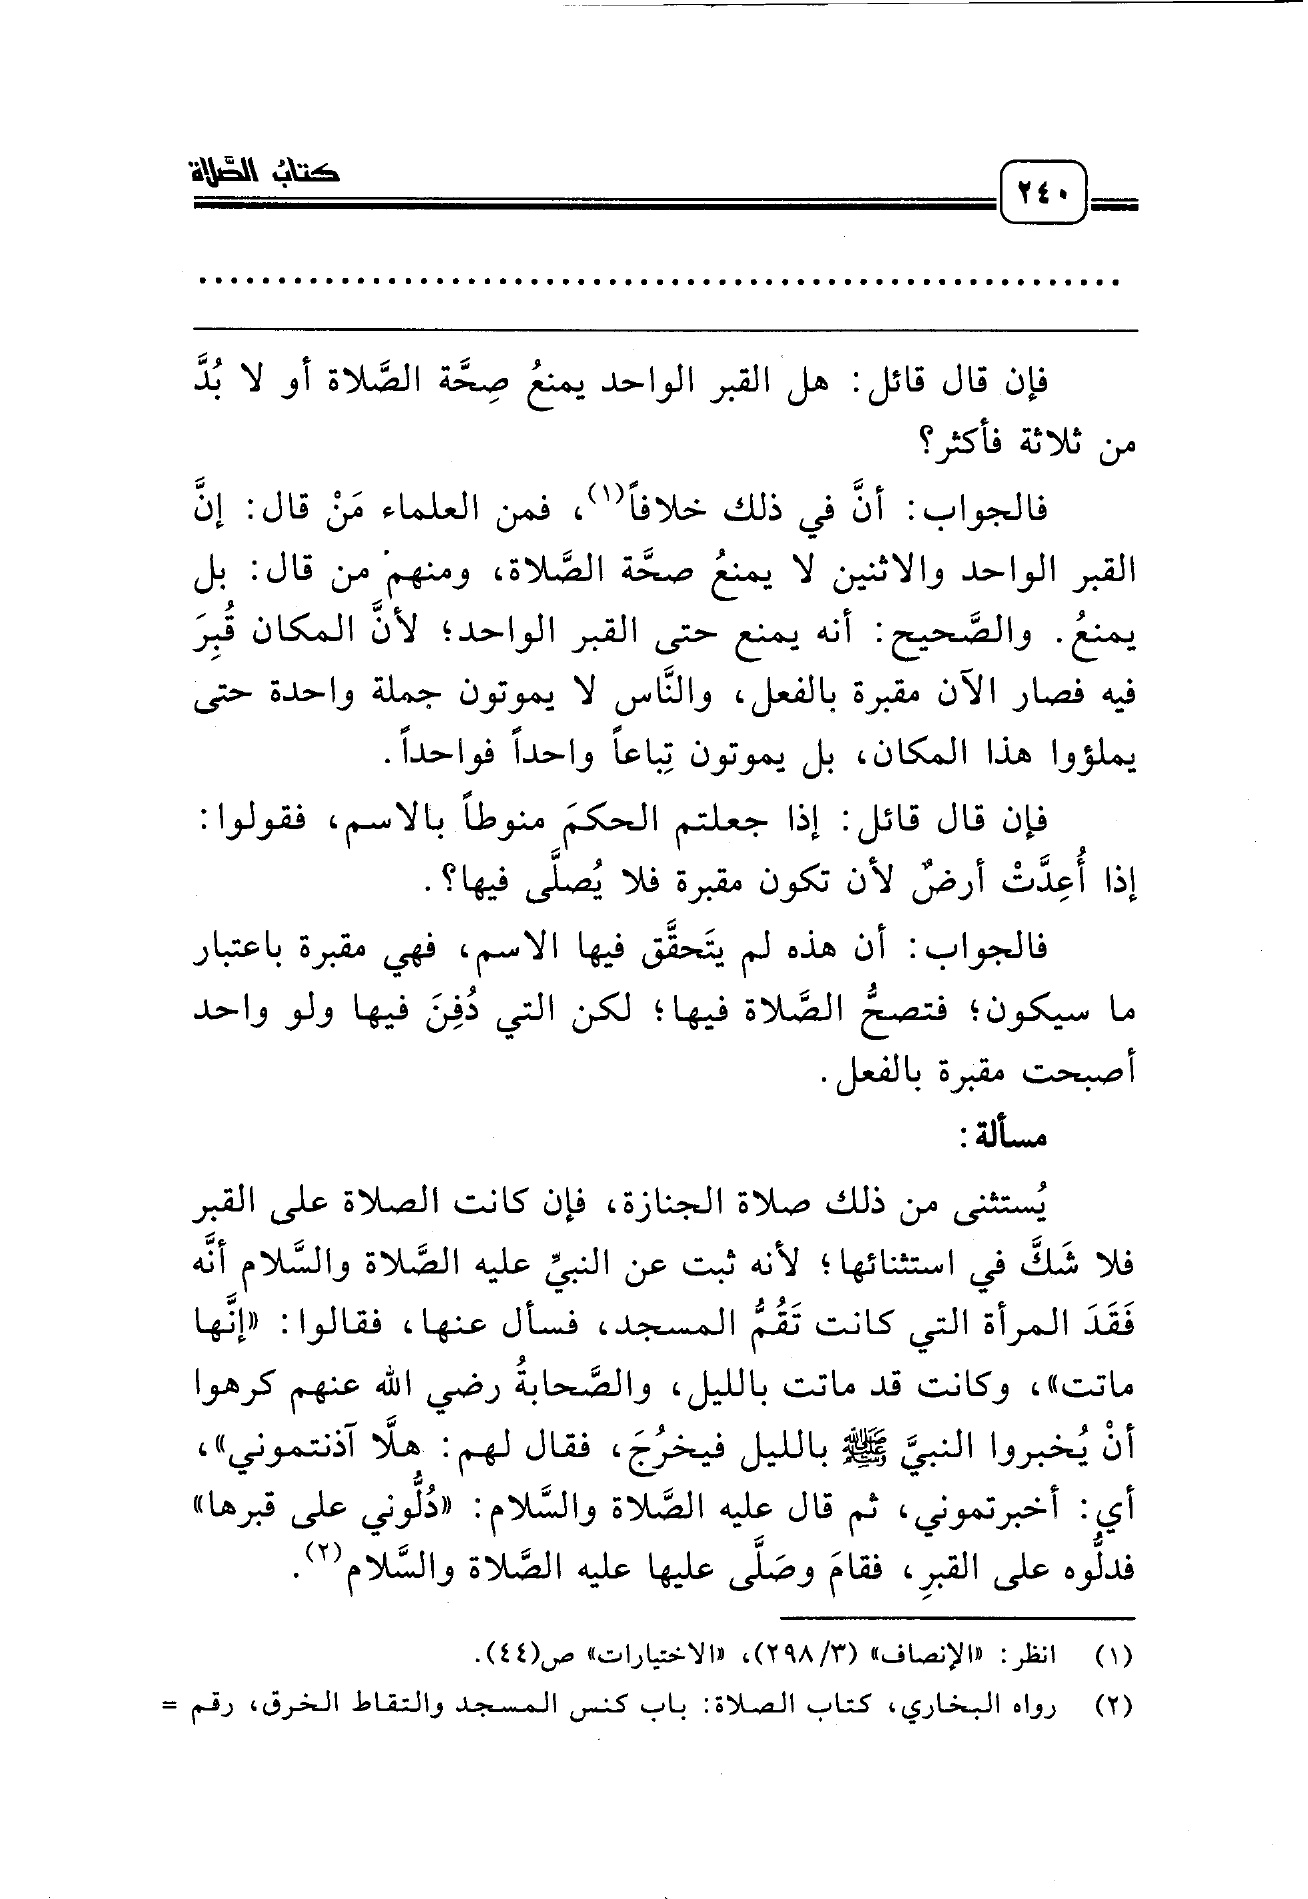 كتابُ الصَّلاة
٢٤٠
فإن قال قائل: هل القبر الواحد يمنعُ صِحَّة الصَّلاة أو لا بُدَّ
من ثلاثة فأكثر؟
فالجواب: أنَّ في ذلك خلافاً(١)، فمن العلماء مَنْ قال: إنَّ
القبر الواحد والاثنين لا يمنعُ صحَّة الصَّلاة، ومنهم من قال: بل
يمنعُ. والصَّحيح: أنه يمنع حتى القبر الواحد؛ لأنَّ المكان قُبِرَ
فيه فصار الآن مقبرة بالفعل، والنَّاس لا يموتون جملة واحدة حتى
يملؤوا هذا المكان، بل يموتون تِباعاً واحداً فواحداً.
فإن قال قائل: إذا جعلتم الحكمَ منوطاً بالاسم، فقولوا:
إذا أُعِدَّتْ أرضٌ لأن تكون مقبرة فلا يُصلَّى فيها؟.
فالجواب: أن هذه لم يتَحقَّق فيها الاسم، فهي مقبرة باعتبار
ما سيكون؛ فتصحُّ الصَّلاة فيها؛ لكن التي دُفِنَ فيها ولو واحد
أصبحت مقبرة بالفعل.
مسألة:
يُستثنى من ذلك صلاة الجنازة، فإن كانت الصلاة على القبر
فلا شَكَّ في استثنائها؛ لأنه ثبت عن النبيِّ عليه الصَّلاة والسَّلام أنَّه
فَقَدَ المرأة التي كانت تَقُمُّ المسجد، فسأل عنها، فقالوا: «إنَّها
ماتت»، وكانت قد ماتت بالليل، والصَّحابةُ رضي الله عنهم كرهوا
أنْ يُخبروا النبيَّ ﷺ بالليل فيخرُجَ، فقال لهم: هلَّا آذنتموني»،
أي: أخبرتموني، ثم قال عليه الصَّلاة والسَّلام: «دُلُّوني على قبرها»
فدلُّوه على القبرِ، فقامَ وصَلَّى عليها عليه الصَّلاة والسَّلام(٢).
(١) انظر: «الإنصاف» (٢٩٨/٣)، «الاختيارات» ص(٤٤).
(٢) رواه البخاري، كتاب الصلاة: باب كنس المسجد والتقاط الخرق، رقم =